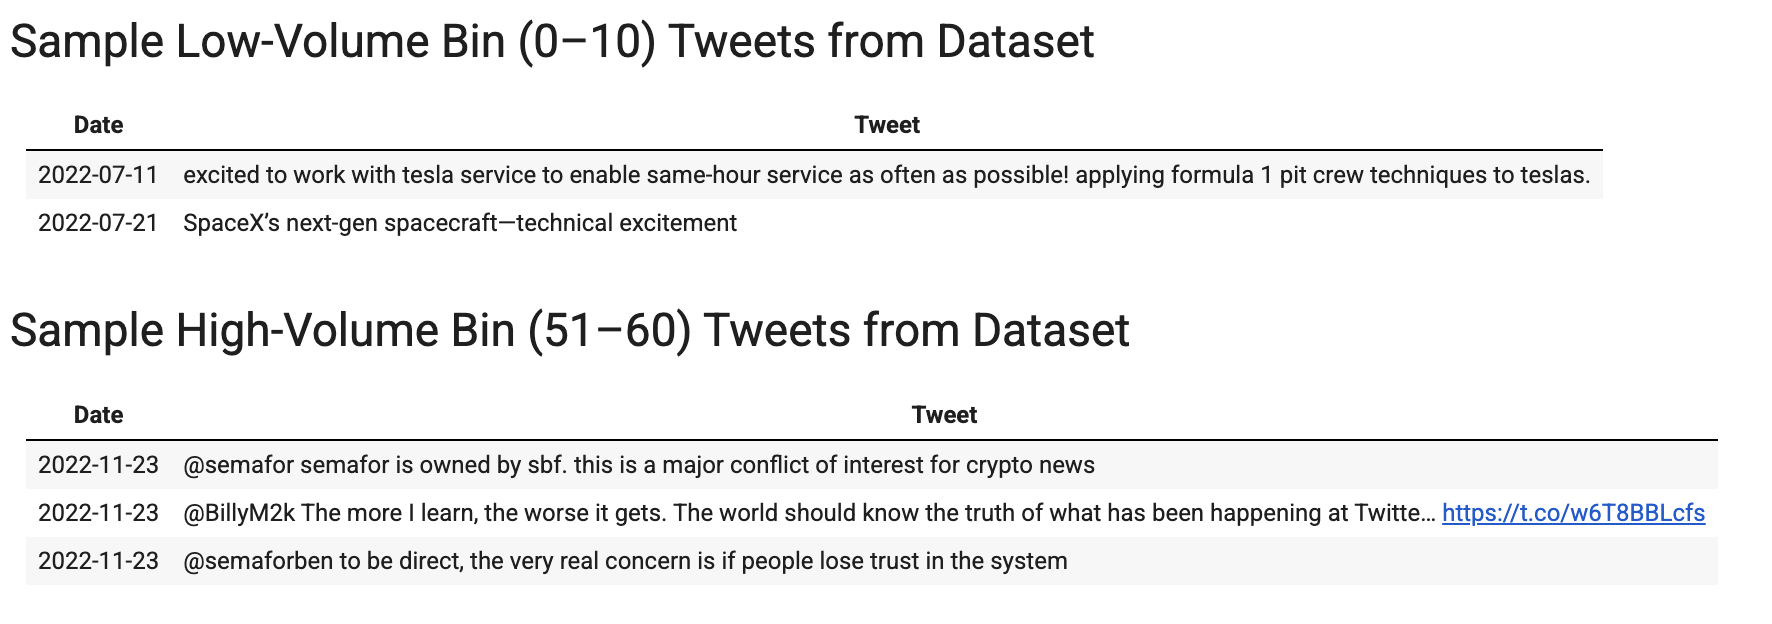 Sample Low-Volume Bin (0–10) Tweets from Dataset
Date Tweet
2022-07-11 excited to work with tesla service to enable same-hour service as often as possible! applying formula 1 pit crew techniques to teslas.
2022-07-21 SpaceX’s next-gen spacecraft—technical excitement
Sample High-Volume Bin (51–60) Tweets from Dataset
Date Tweet
2022-11-23 @semafor semafor is owned by sbf. this is a major conflict of interest for crypto news
2022-11-23 @BillyM2k The more I learn, the worse it gets. The world should know the truth of what has been happening at Twitte… https://t.co/w6T8BBLcfs
2022-11-23 @semaforben to be direct, the very real concern is if people lose trust in the system